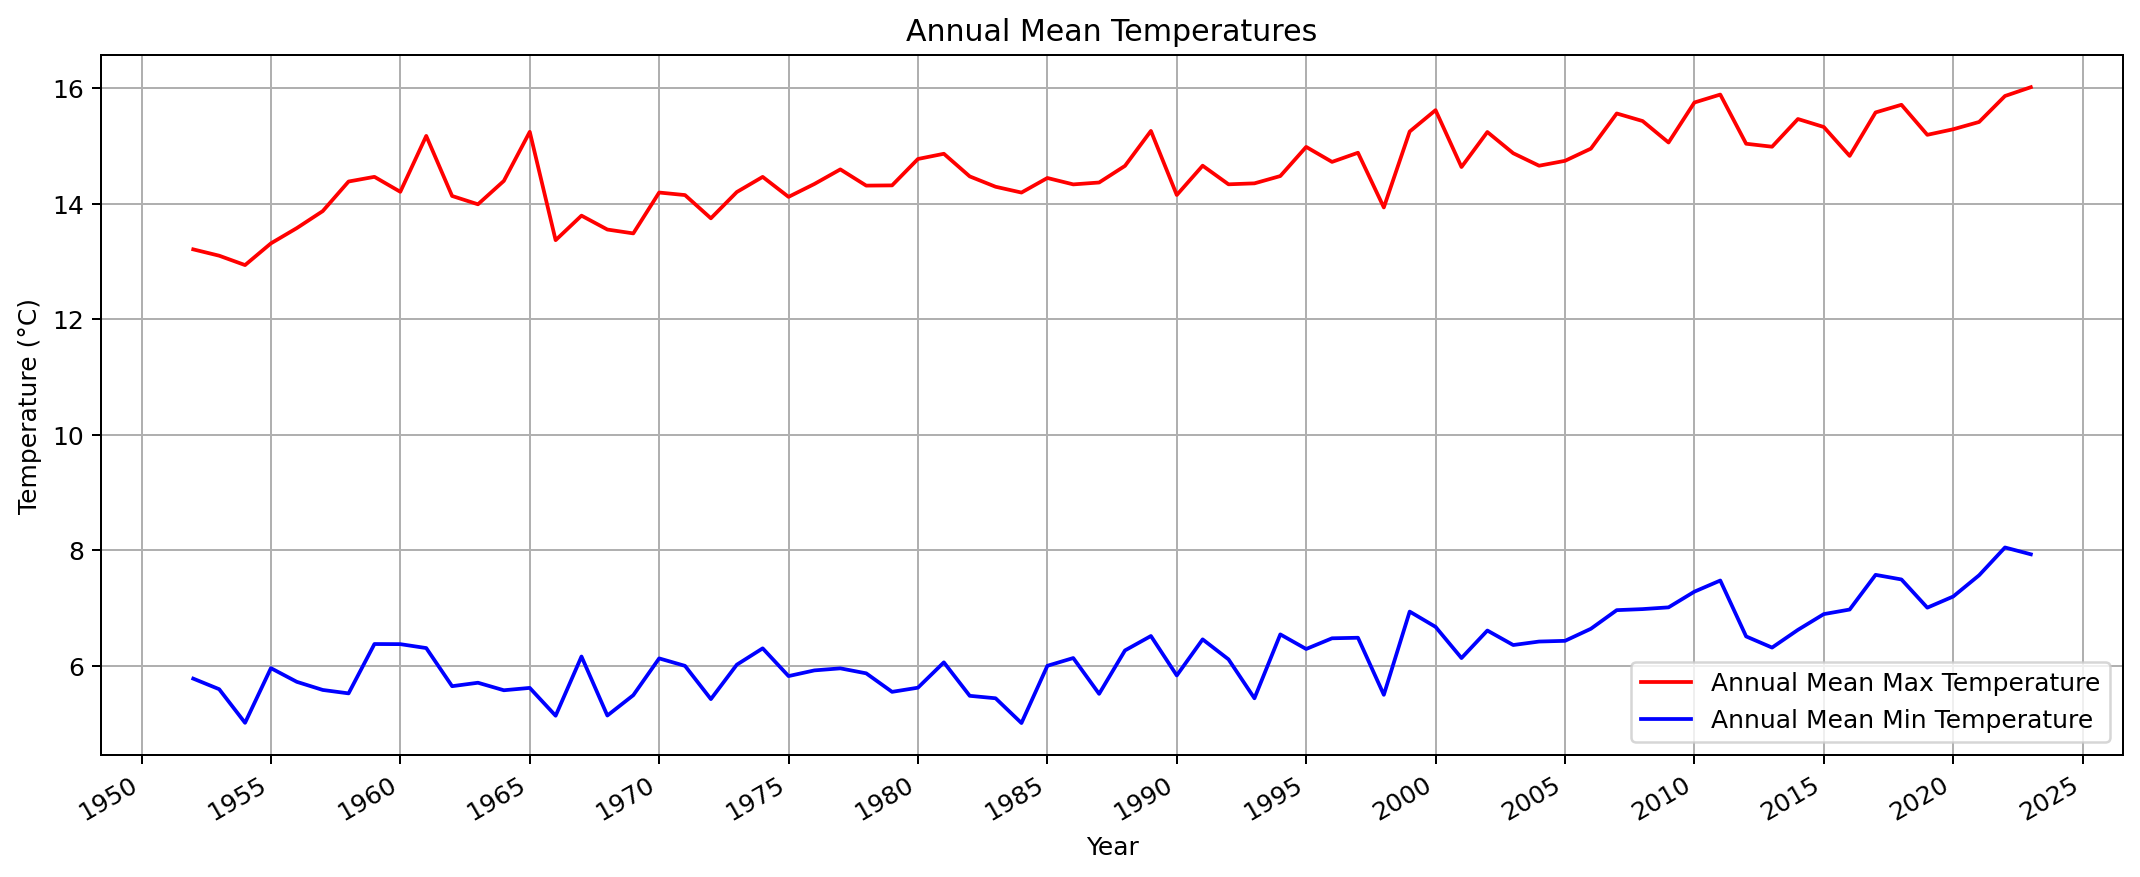 Annual Mean Temperatures
Temperature (°C)
16
14
12
10
8
6
Annual Mean Max Temperature
Annual Mean Min Temperature
1950 1955 1960 1965 1970 1975 1980 1985 1990 1995 2000 2005 2010 2015 2020 2025
Year